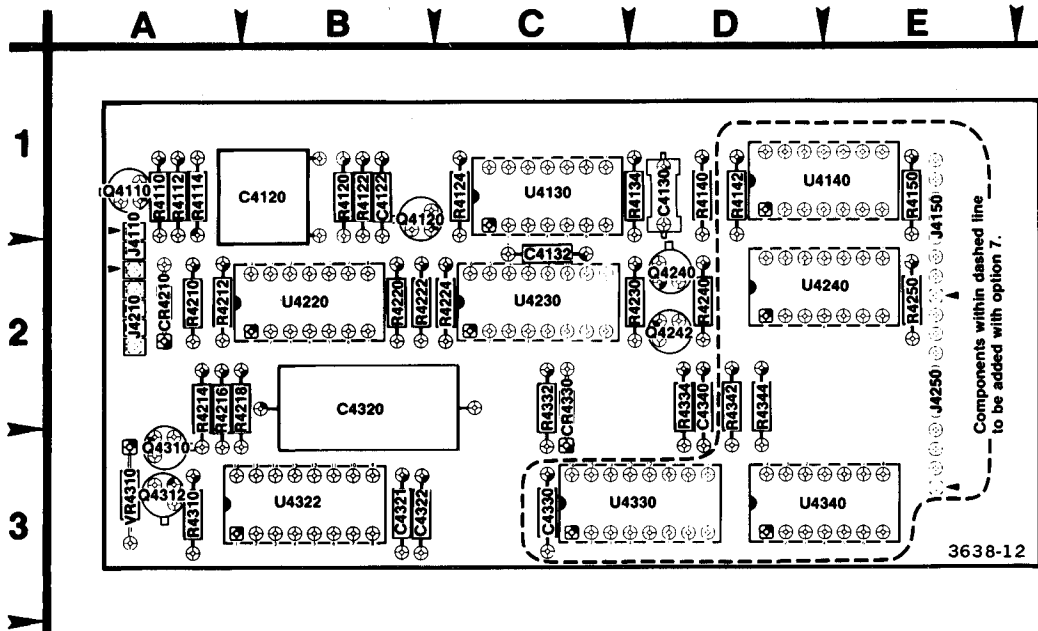 A B C D E
1
Q4110
R4110
R4112
R4114
C4120
R4120
R4122
C4122
Q4120
R4124
U4130
R4134
C4130
R4140
R4142
U4140
R4150
J4150
J4110
C4132
2
J4210
CR4210
R4210
R4212
U4220
R4220
R4222
R4224
U4230
R4230
Q4240
Q4242
R4240
U4240
R4250
J4250
Components within dashed line
to be added with option 7.
R4214
R4216
R4218
C4320
R4332
CR4330
R4334
C4340
R4342
R4344
3
VR4310
Q4310
Q4312
R4310
U4322
C4321
C4322
C4330
U4330
U4340
3638-12